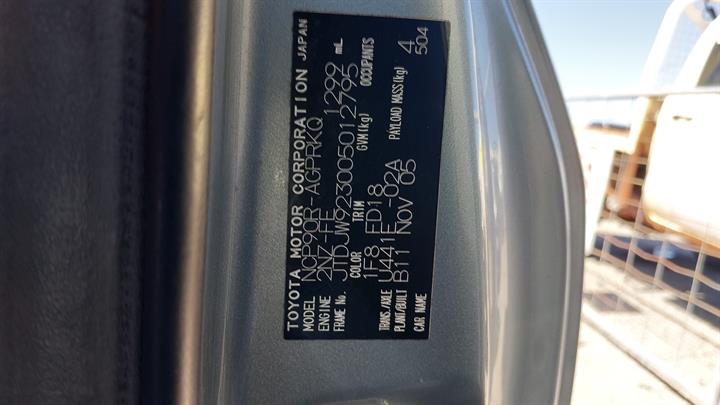 TOYOTA MOTOR CORPORATION JAPAN
MODEL NCP90R-AGPRKQ 1299 mL
ENGINE 2NZ-FE
FRAME No. JTDJW923005012795
COLOR TRIM GVM(kg) OCCUPANTS
1F8 FD18 4
TRANS./AXLE U441E -02A PAYLOAD MASS(kg) 504
PLANT/BUILT B11 NOV '05
CAR NAME